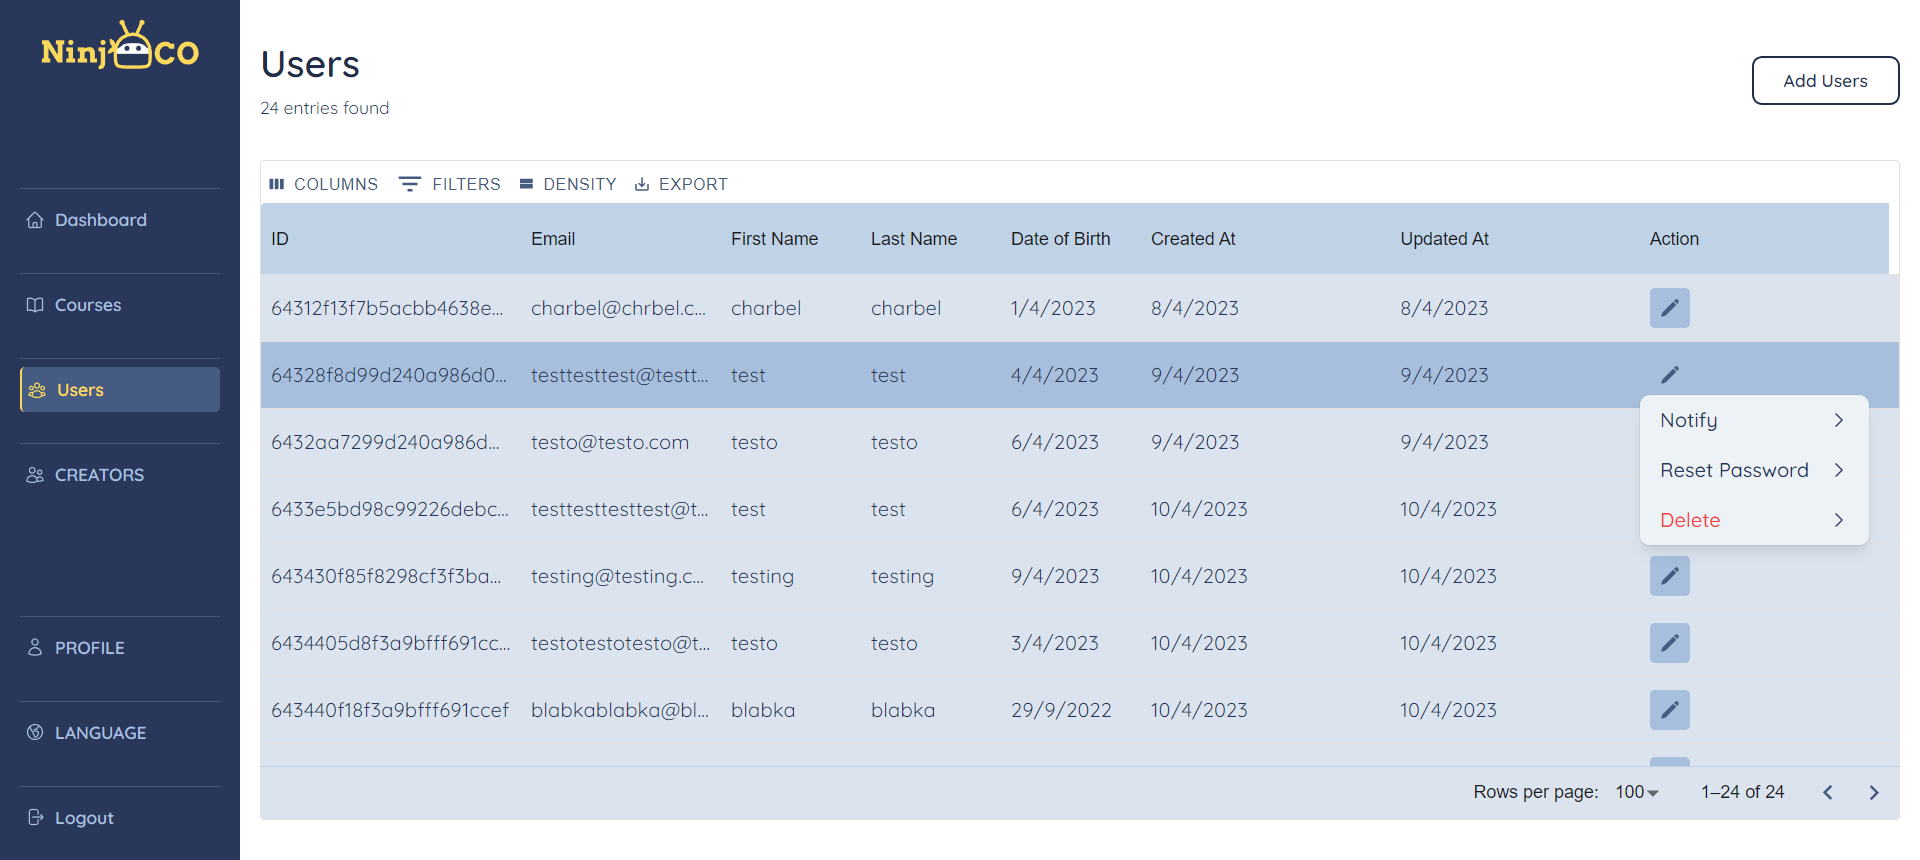 Ninj CO
Dashboard
Courses
Users
CREATORS
PROFILE
LANGUAGE
Logout
Users
24 entries found
Add Users
COLUMNS FILTERS DENSITY EXPORT
ID Email First Name Last Name Date of Birth Created At Updated At Action
64312f13f7b5acbb4638e... charbel@chrbel.c... charbel charbel 1/4/2023 8/4/2023 8/4/2023
64328f8d99d240a986d0... testtesttest@testt... test test 4/4/2023 9/4/2023 9/4/2023
6432aa7299d240a986d... testo@testo.com testo testo 6/4/2023 9/4/2023 9/4/2023
6433e5bd98c99226debc... testtesttesttest@t... test test 6/4/2023 10/4/2023 10/4/2023
643430f85f8298cf3f3ba... testing@testing.c... testing testing 9/4/2023 10/4/2023 10/4/2023
6434405d8f3a9bfff691cc... testotestotesto@t... testo testo 3/4/2023 10/4/2023 10/4/2023
643440f18f3a9bfff691ccef blabkablabka@bl... blabka blabka 29/9/2022 10/4/2023 10/4/2023
Notify
Reset Password
Delete
Rows per page: 100 1–24 of 24